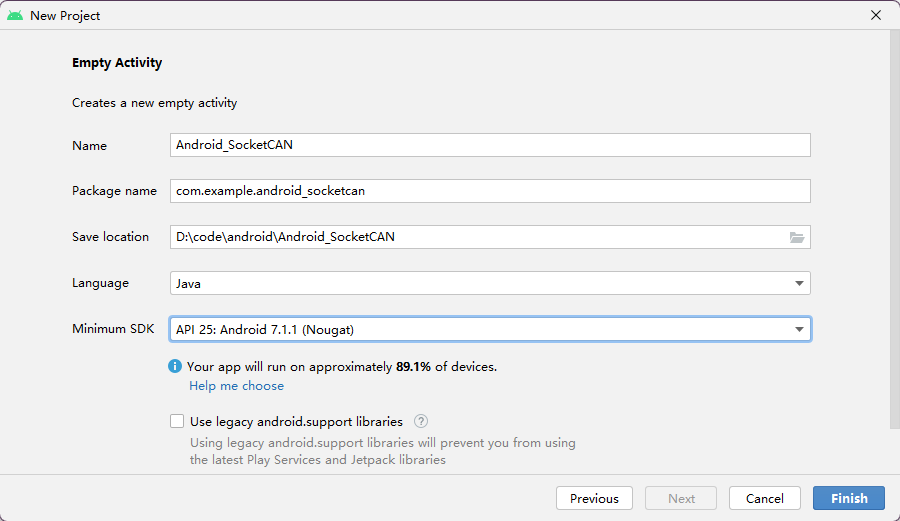 New Project
Empty Activity
Creates a new empty activity
Name
Android_SocketCAN
Package name
com.example.android_socketcan
Save location
D:\code\android\Android_SocketCAN
Language
Java
Minimum SDK
API 25: Android 7.1.1 (Nougat)
i Your app will run on approximately 89.1% of devices.
Help me choose
Use legacy android.support libraries ?
Using legacy android.support libraries will prevent you from using
the latest Play Services and Jetpack libraries
Previous
Next
Cancel
Finish